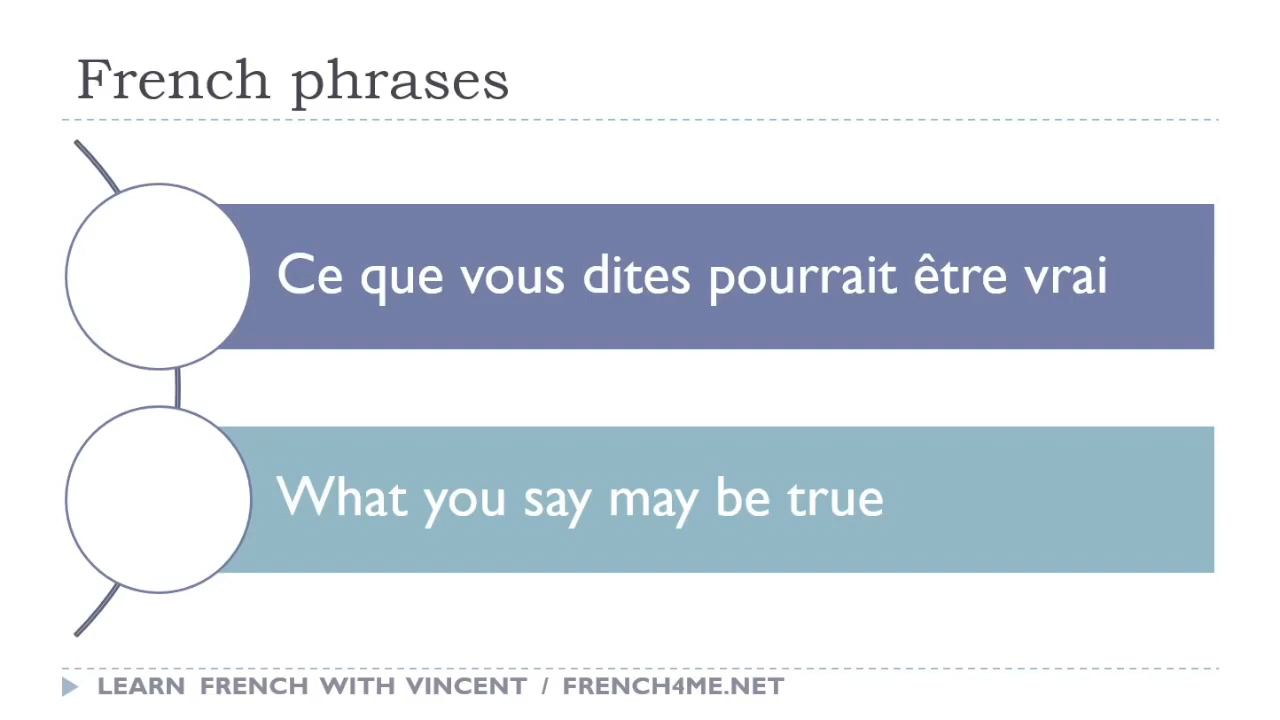 French phrases
Ce que vous dites pourrait être vrai
What you say may be true
LEARN FRENCH WITH VINCENT / FRENCH4ME.NET